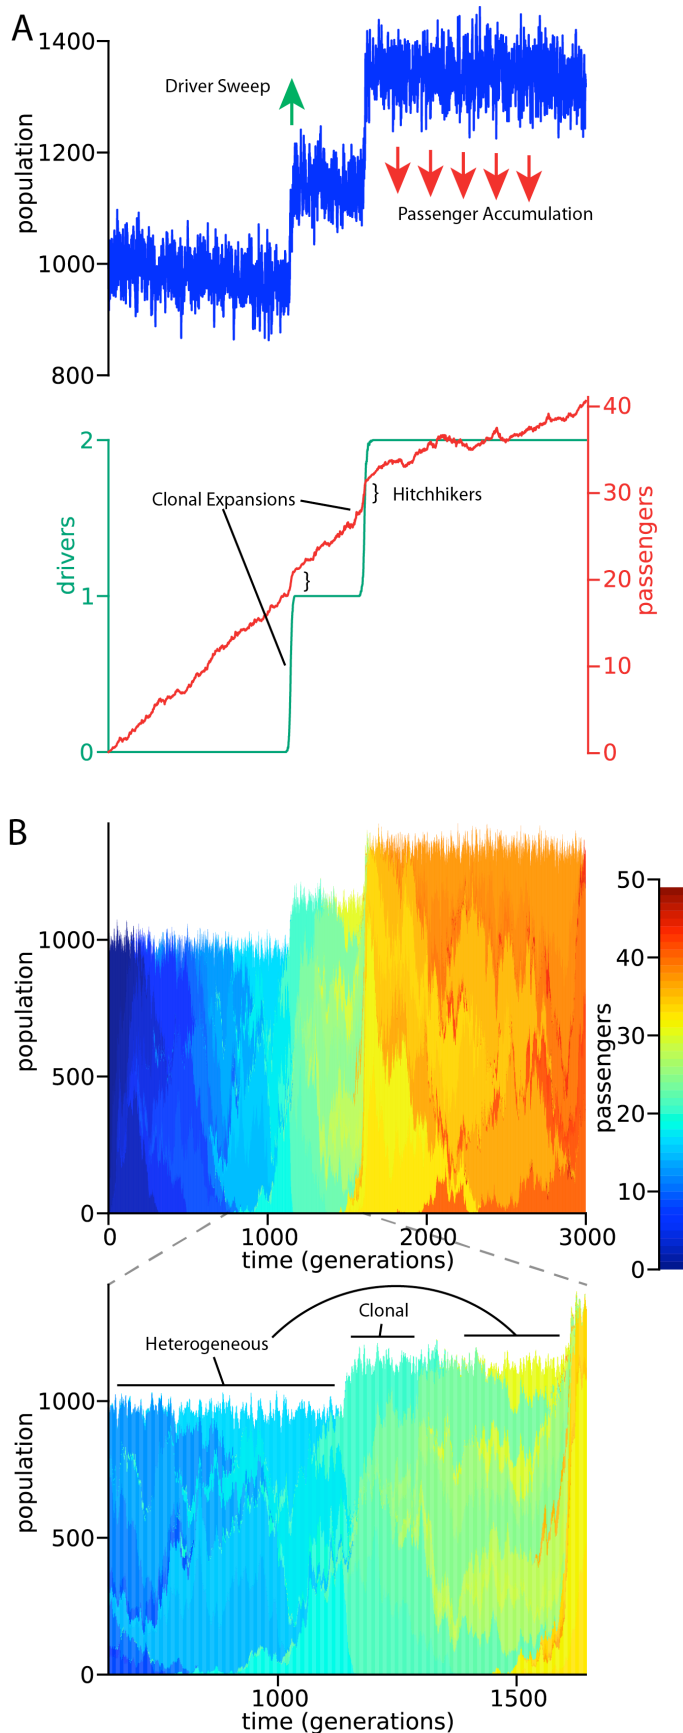 A
1400
Driver Sweep
1200
population
Passenger Accumulation
1000
800
40
2
Clonal Expansions
} Hitchhikers
30
drivers
}
20
passengers
1
10
0
0
B
50
1000
40
population
passengers
30
500
20
10
0
0
0 1000 2000 3000
time (generations)
Clonal
Heterogeneous
1000
population
500
0
1000 1500
time (generations)